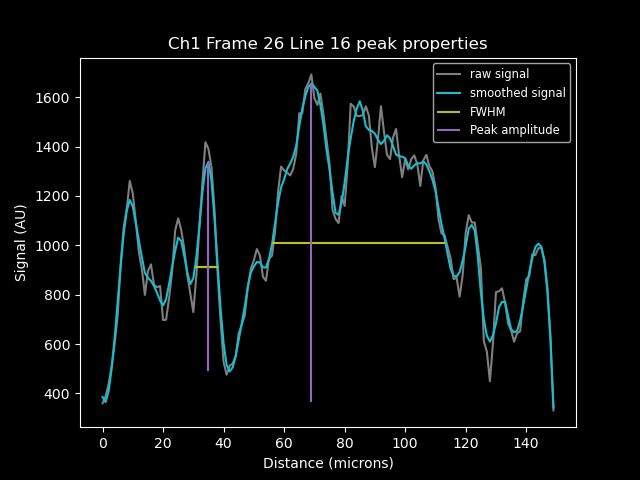 Ch1 Frame 26 Line 16 peak properties
raw signal
smoothed signal
FWHM
Peak amplitude
1600
1400
1200
1000
800
600
400
Signal (AU)
0 20 40 60 80 100 120 140
Distance (microns)